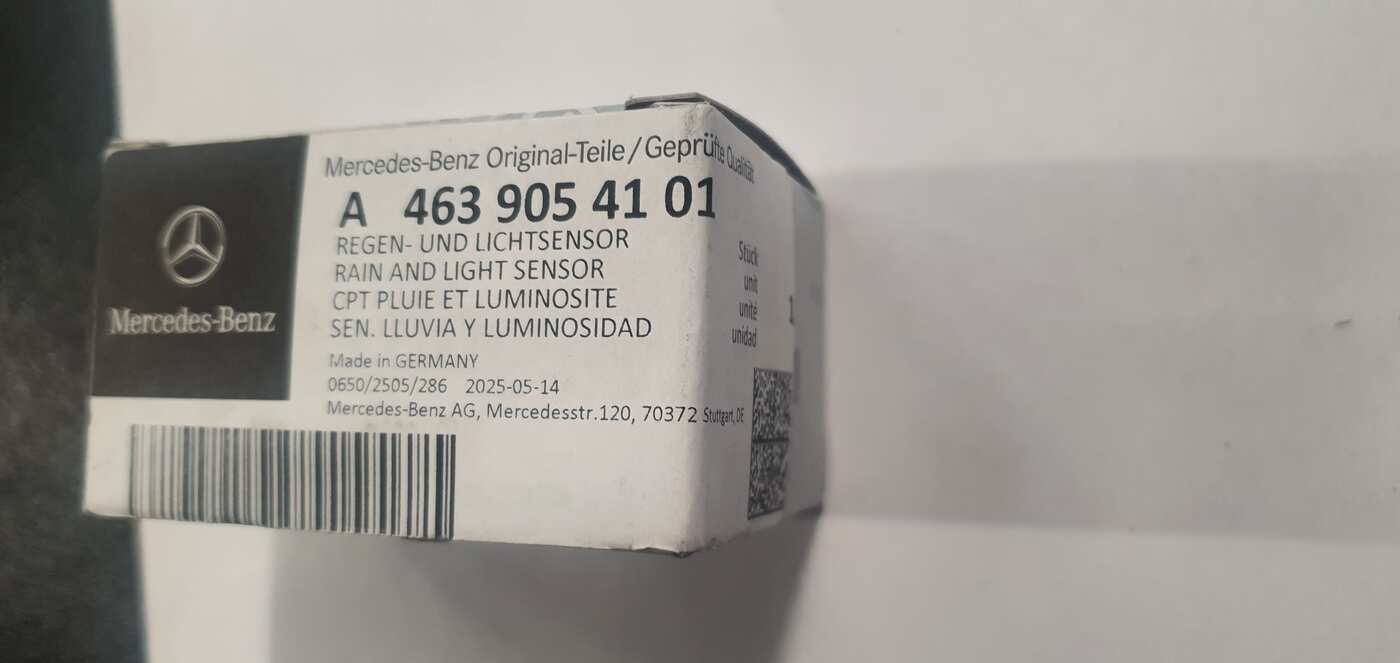 Mercedes-Benz
Mercedes-Benz Original-Teile/Geprüfte Qualität
A 463 905 41 01
REGEN- UND LICHTSENSOR
RAIN AND LIGHT SENSOR
CPT PLUIE ET LUMINOSITE
SEN. LLUVIA Y LUMINOSIDAD
Made in GERMANY
0650/2505/286 2025-05-14
Mercedes-Benz AG, Mercedesstr.120, 70372 Stuttgart, DE
Stück
unit
unité
unidad
1